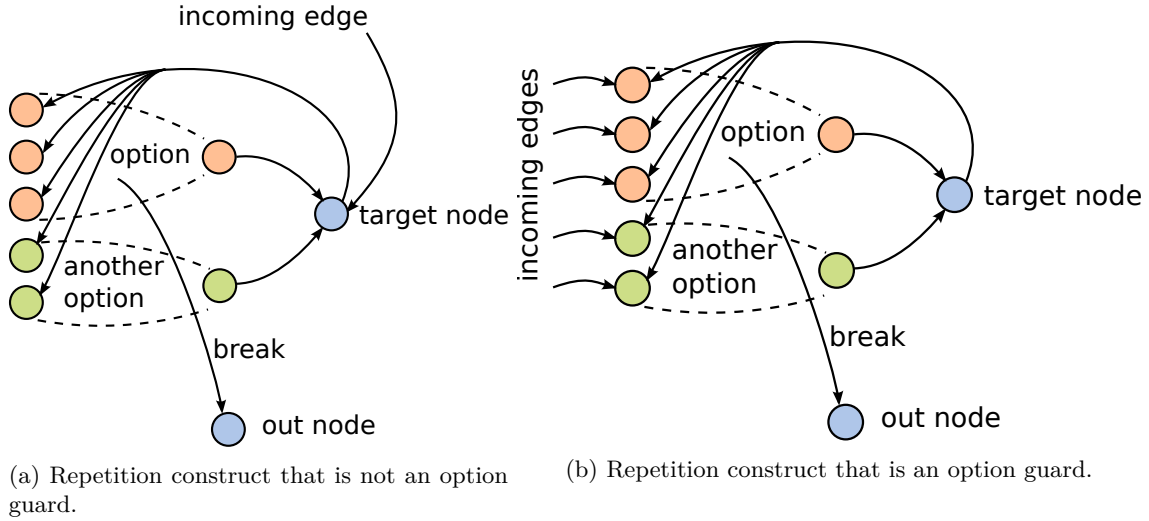 incoming edge
option
target node
another
option
break
out node
(a) Repetition construct that is not an option
guard.
incoming edges
option
target node
another
option
break
out node
(b) Repetition construct that is an option guard.